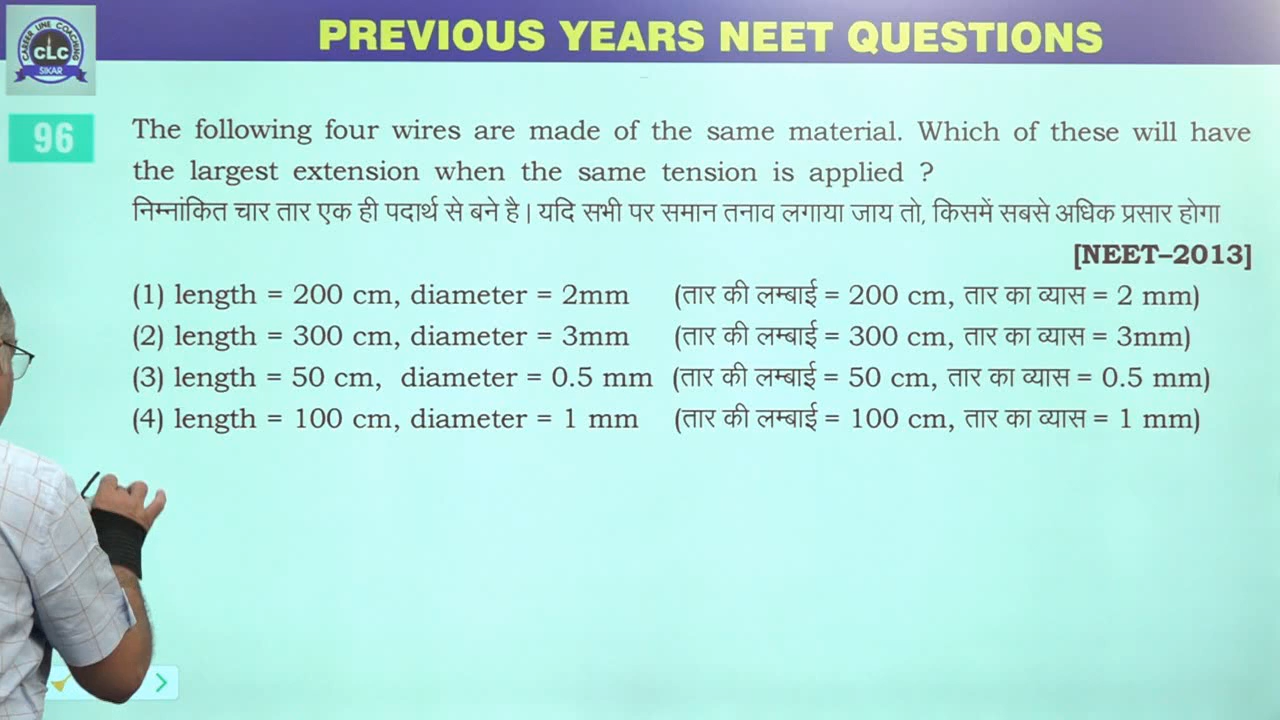 CAREER LINE COACHING
CLC
SIKAR
PREVIOUS YEARS NEET QUESTIONS
96
The following four wires are made of the same material. Which of these will have
the largest extension when the same tension is applied ?
निम्नांकित चार तार एक ही पदार्थ से बने है। यदि सभी पर समान तनाव लगाया जाय तो, किसमें सबसे अधिक प्रसार होगा
[NEET–2013]
(1) length = 200 cm, diameter = 2mm (तार की लम्बाई = 200 cm, तार का व्यास = 2 mm)
(2) length = 300 cm, diameter = 3mm (तार की लम्बाई = 300 cm, तार का व्यास = 3mm)
(3) length = 50 cm, diameter = 0.5 mm (तार की लम्बाई = 50 cm, तार का व्यास = 0.5 mm)
(4) length = 100 cm, diameter = 1 mm (तार की लम्बाई = 100 cm, तार का व्यास = 1 mm)